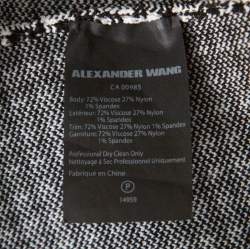 ALEXANDER WANG
CA 00985
Body: 72% Viscose 27% Nylon
1% Spandex
Extérieur: 72% Viscose 27% Nylon
1% Spandex
Trim: 72% Viscose 27% Nylon 1% Spandex
Garniture: 72% Viscose 27% Nylon
1% Spandex
Professional Dry Clean Only
Nettoyage à Sec Professionnel Uniquement
Fabriqué en Chine
P
14959